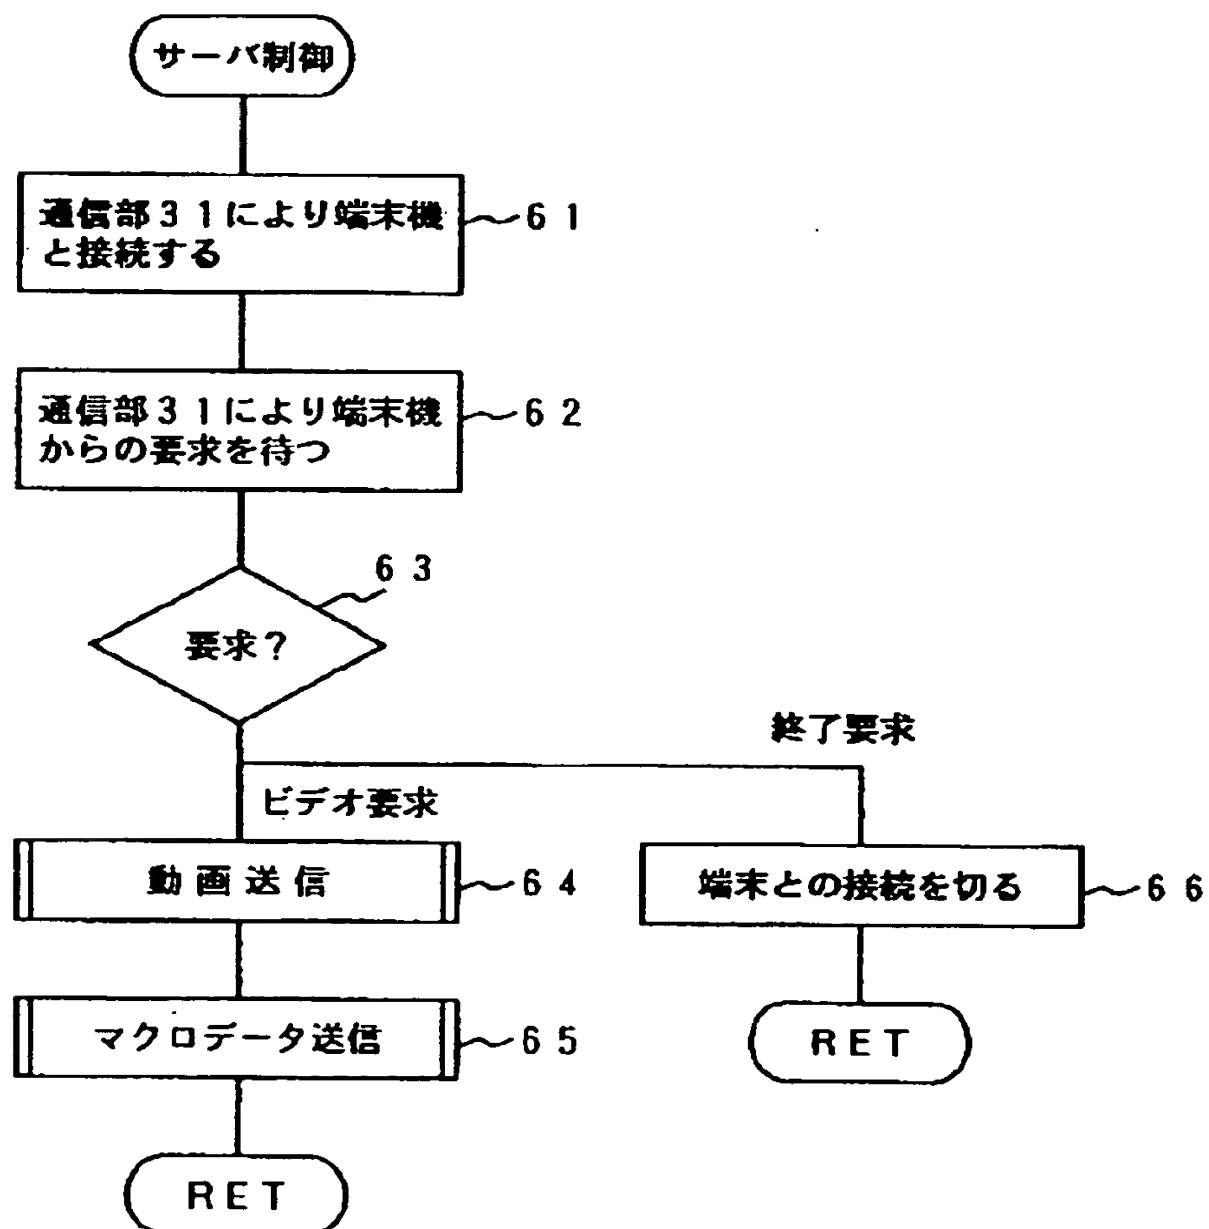 サーバ制御
通信部31により端末機
と接続する
61
通信部31により端末機
からの要求を待つ
62
63
要求?
終了要求
ビデオ要求
動画送信
64
端末との接続を切る
66
マクロデータ送信
65
RET
RET